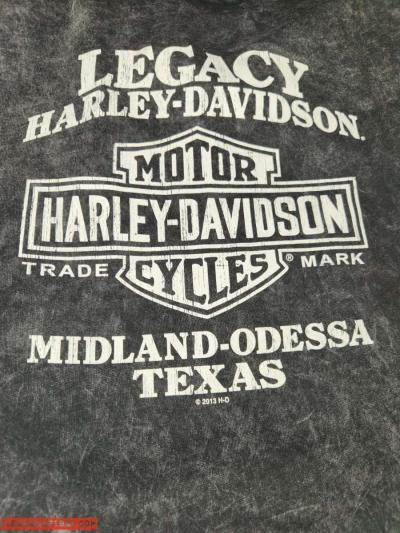 LEGACY
HARLEY-DAVIDSON®
MOTOR
HARLEY-DAVIDSON
TRADE CYCLES ® MARK
MIDLAND-ODESSA
TEXAS
© 2013 H-D